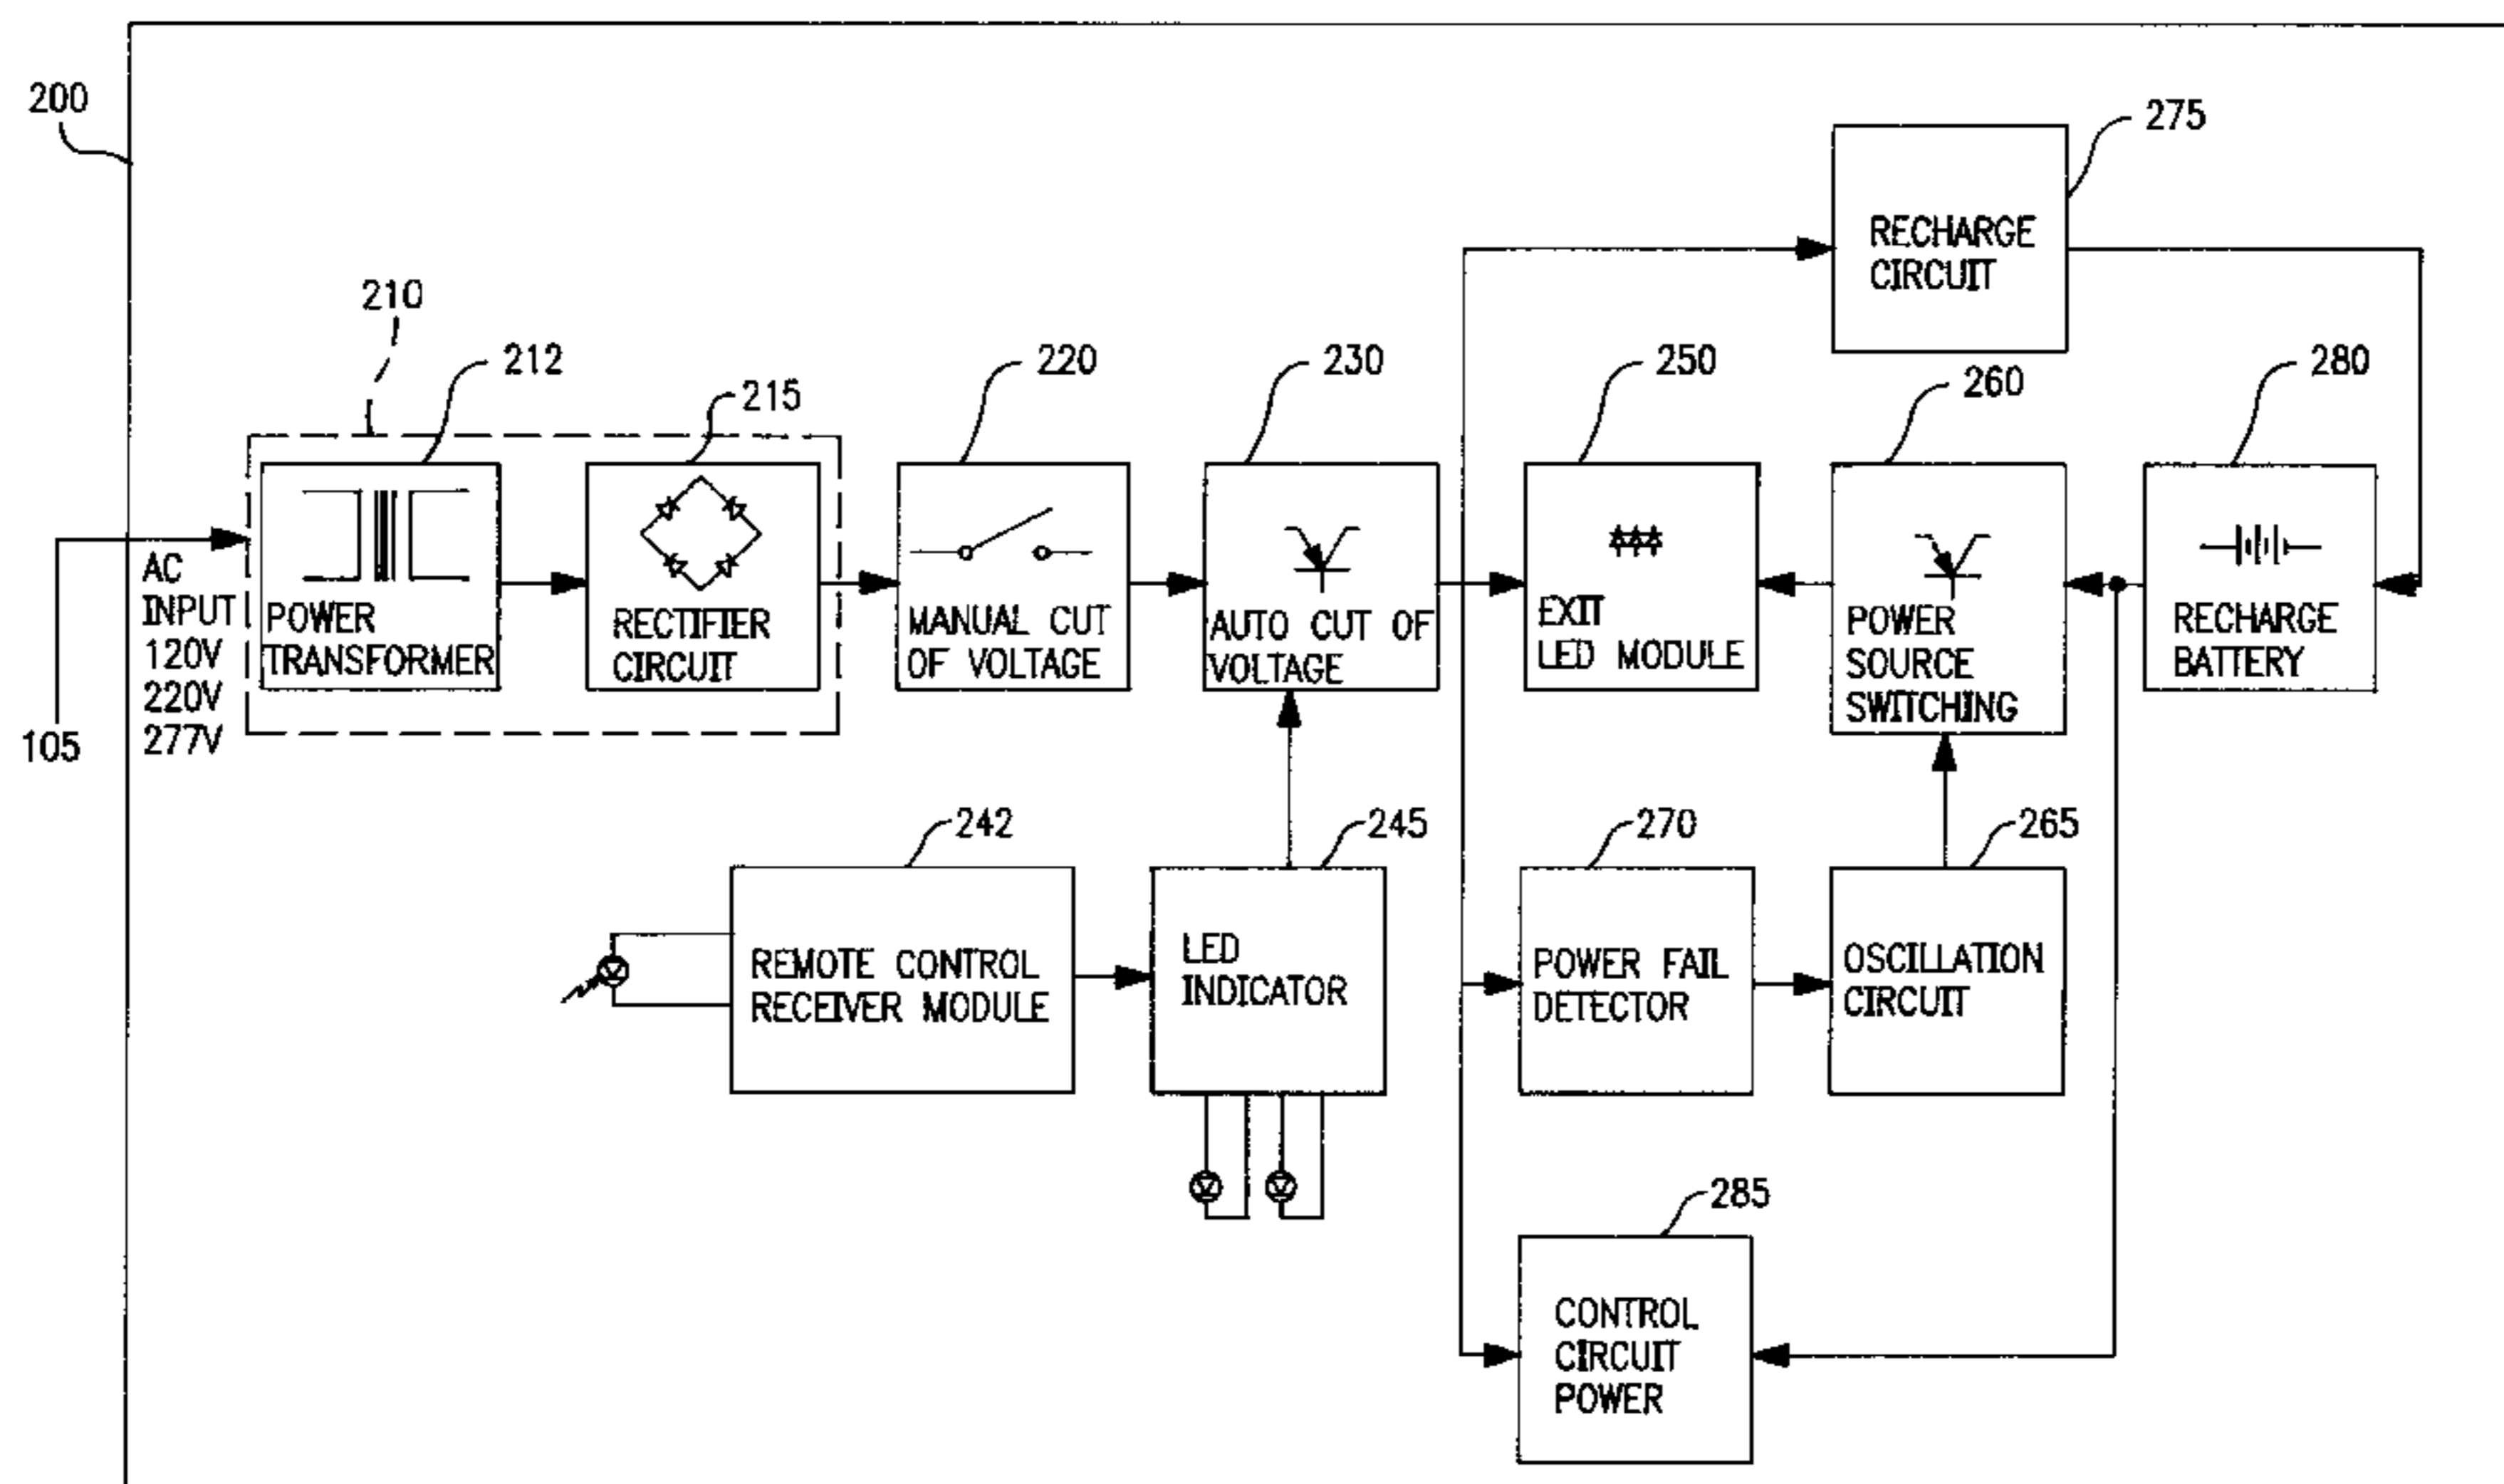 200
275
RECHARGE
CIRCUIT
210
212
215
220
230
250
260
280
POWER
TRANSFORMER
RECTIFIER
CIRCUIT
MANUAL CUT
OF VOLTAGE
AUTO CUT OF
VOLTAGE
EXIT
LED MODULE
POWER
SOURCE
SWITCHING
RECHARGE
BATTERY
AC
INPUT
120V
220V
277V
105
242
245
270
265
REMOTE CONTROL
RECEIVER MODULE
LED
INDICATOR
POWER FAIL
DETECTOR
OSCILLATION
CIRCUIT
285
CONTROL
CIRCUIT
POWER